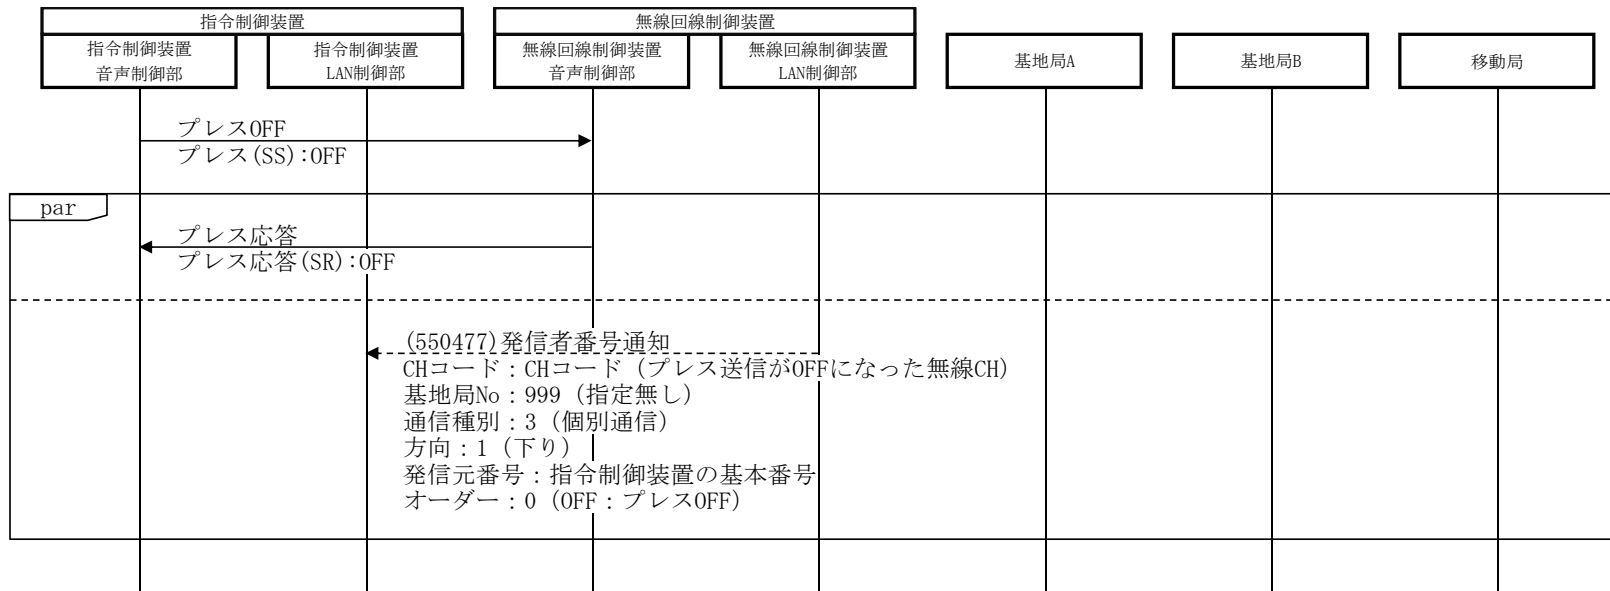 指令制御装置
無線回線制御装置
指令制御装置
音声制御部
指令制御装置
LAN制御部
無線回線制御装置
音声制御部
無線回線制御装置
LAN制御部
基地局A
基地局B
移動局
プレスOFF
プレス(SS):OFF
par
プレス応答
プレス応答(SR):OFF
(550477)発信者番号通知
CHコード：CHコード（プレス送信がOFFになった無線CH）
基地局No：999（指定無し）
通信種別：3（個別通信）
方向：1（下り）
発信元番号：指令制御装置の基本番号
オーダー：0（OFF：プレスOFF）